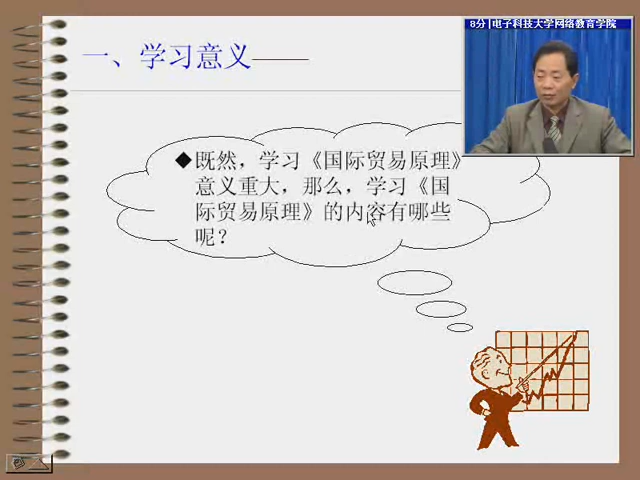 8分 电子科技大学网络教育学院
一、学习意义——
◆既然，学习《国际贸易原理》
意义重大，那么，学习《国
际贸易原理》的内容有哪些
呢？